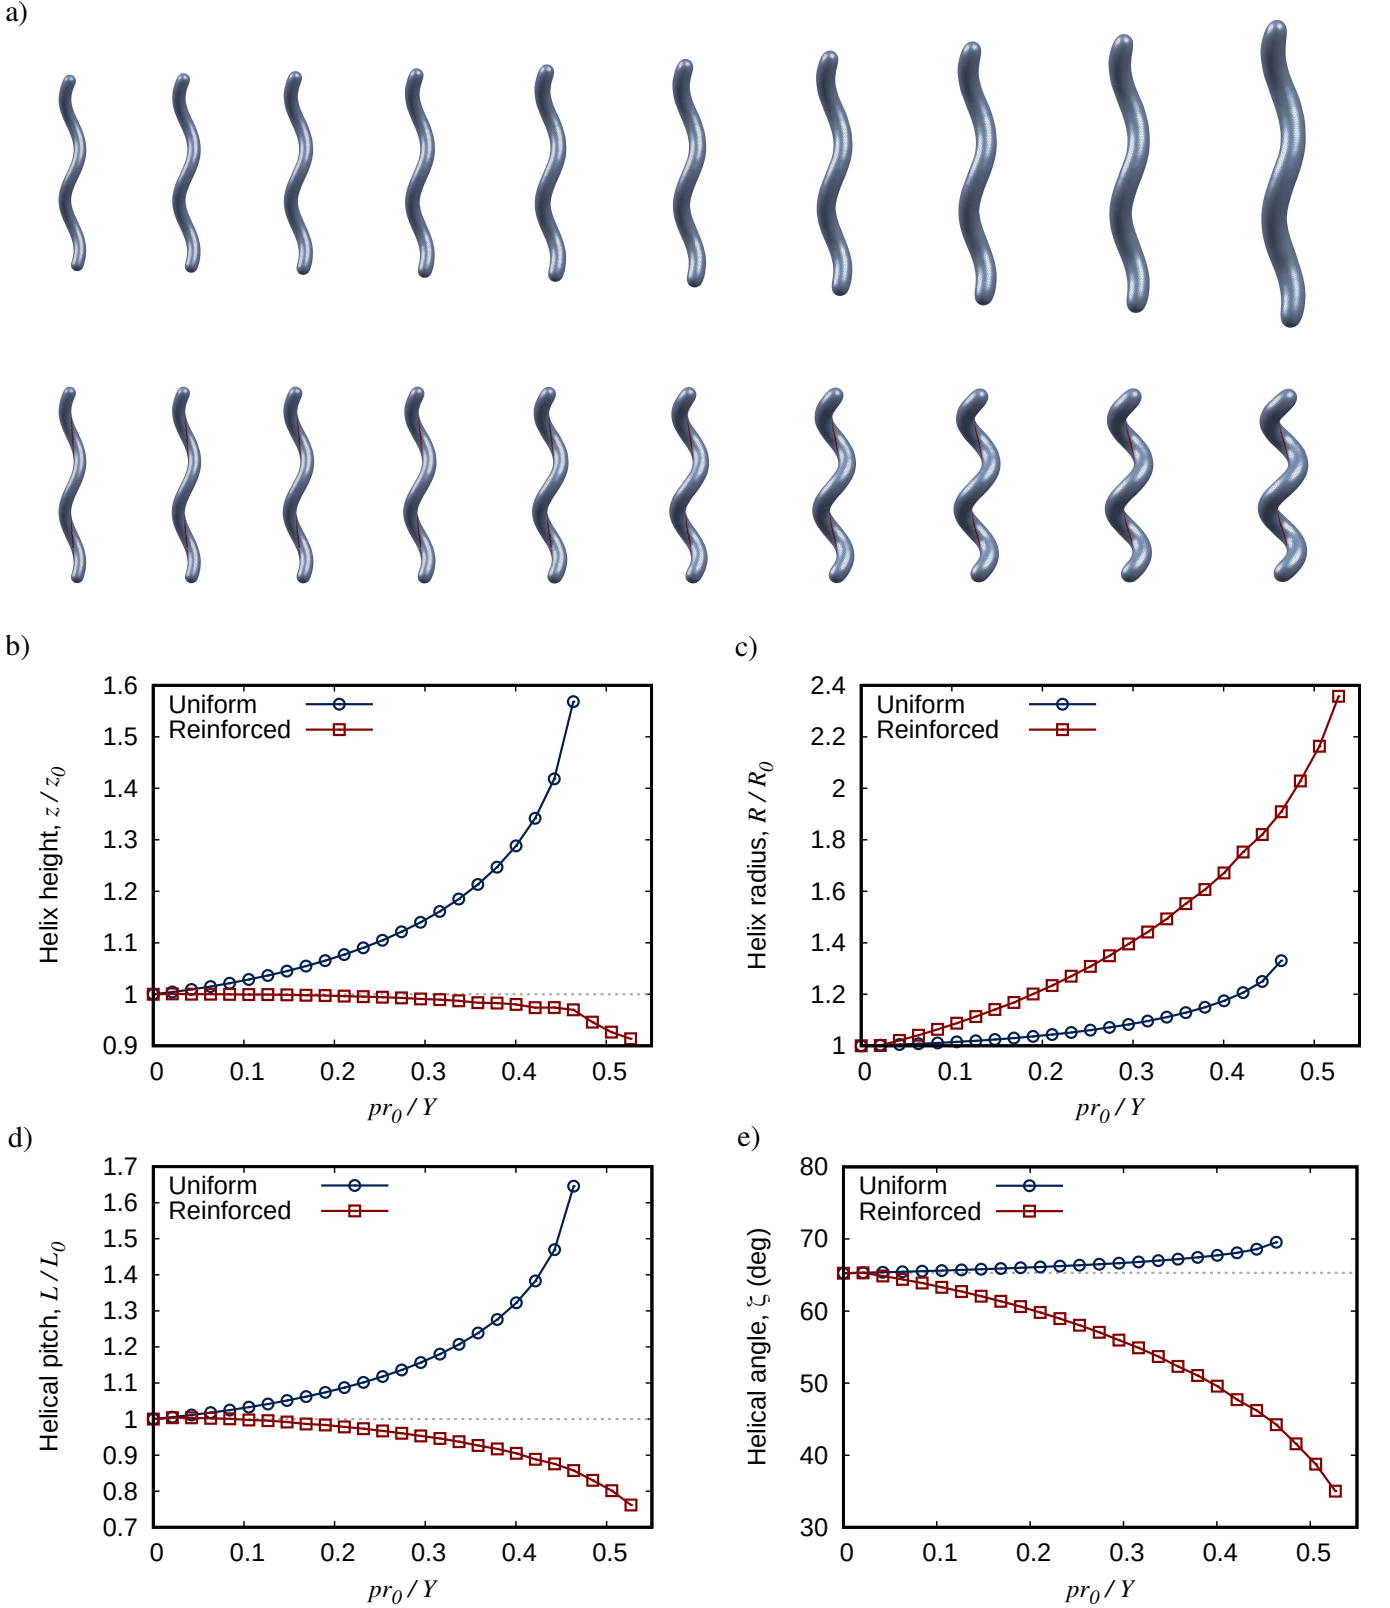 a)
b)
1.6
1.5
1.4
1.3
1.2
1.1
1
0.9
Helix height, z / z0
Uniform
Reinforced
0 0.1 0.2 0.3 0.4 0.5
pr0 / Y
c)
2.4
2.2
2
1.8
1.6
1.4
1.2
1
Helix radius, R / R0
Uniform
Reinforced
0 0.1 0.2 0.3 0.4 0.5
pr0 / Y
d)
1.7
1.6
1.5
1.4
1.3
1.2
1.1
1
0.9
0.8
0.7
Helical pitch, L / L0
Uniform
Reinforced
0 0.1 0.2 0.3 0.4 0.5
pr0 / Y
e)
80
70
60
50
40
30
Helical angle, ζ (deg)
Uniform
Reinforced
0 0.1 0.2 0.3 0.4 0.5
pr0 / Y